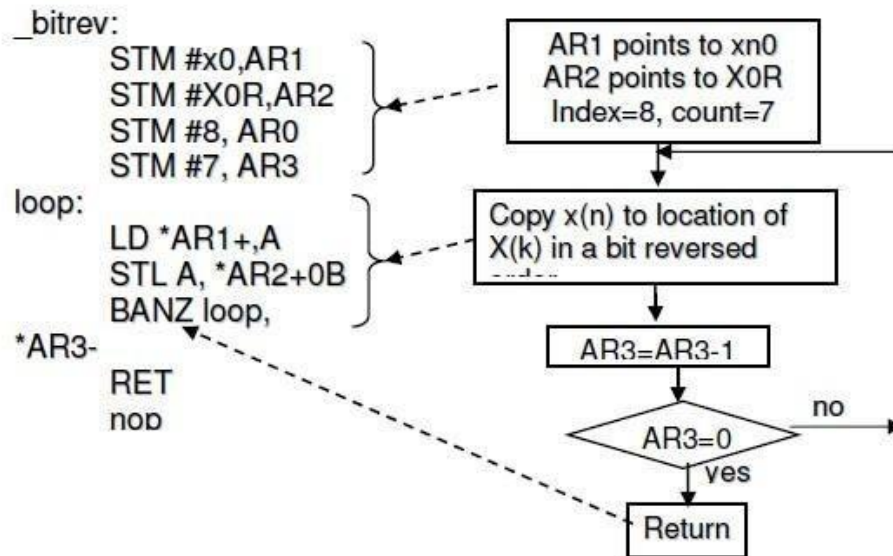 _bitrev:
STM #x0,AR1
STM #X0R,AR2
STM #8, AR0
STM #7, AR3
loop:
LD *AR1+,A
STL A, *AR2+0B
BANZ loop,
*AR3-
RET
nop
AR1 points to xn0
AR2 points to X0R
Index=8, count=7
Copy x(n) to location of
X(k) in a bit reversed
order
AR3=AR3-1
AR3=0
no
yes
Return